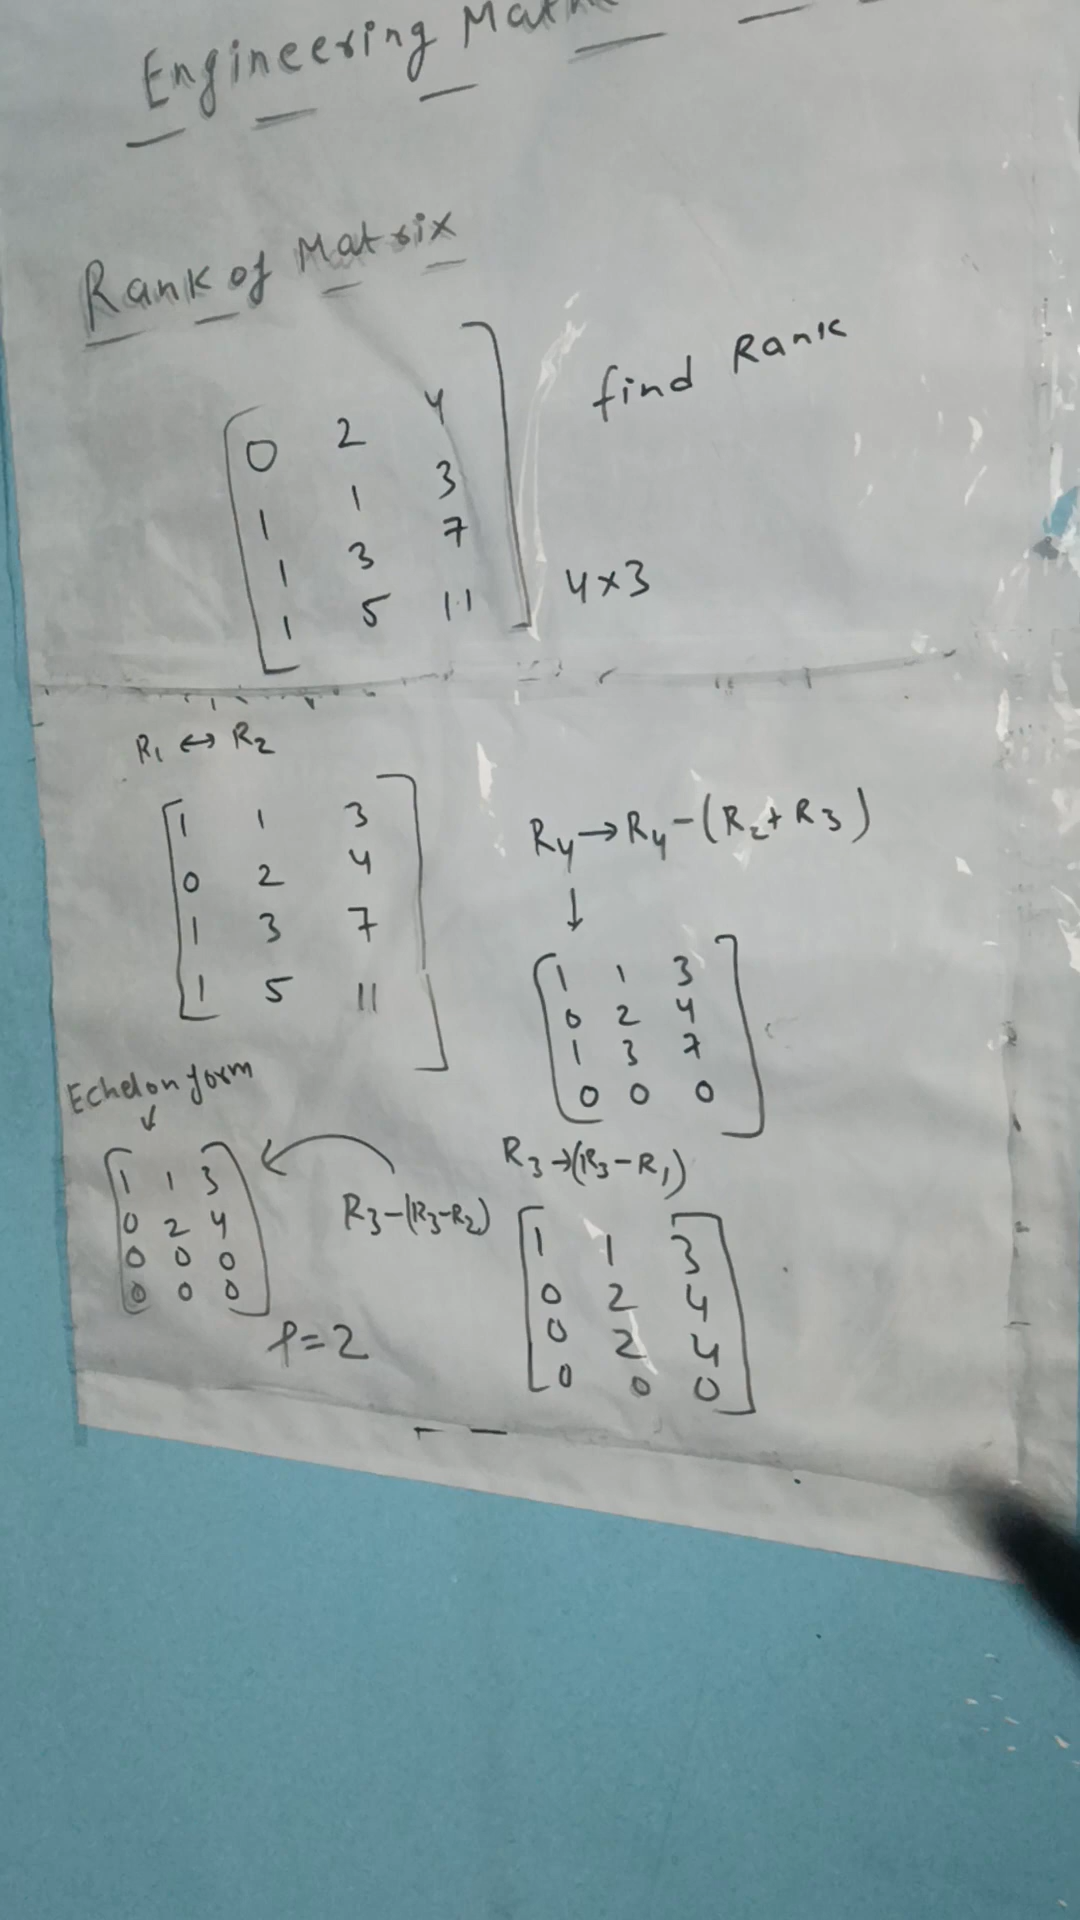 Engineering
Rank of Matrix
find Rank
0 2 4
1 1 3
1 3 7
1 5 11
4×3
R1 ↔ R2
1 1 3
0 2 4
1 3 7
1 5 11
R4→R4-(R2+R3)
↓
1 1 3
0 2 4
1 3 7
0 0 0
R3→(R3-R1)
1 1 3
0 2 4
0 2 4
0 0 0
R3-(R3-R2)
Echelon form
↓
1 1 3
0 2 4
0 0 0
0 0 0
ρ=2